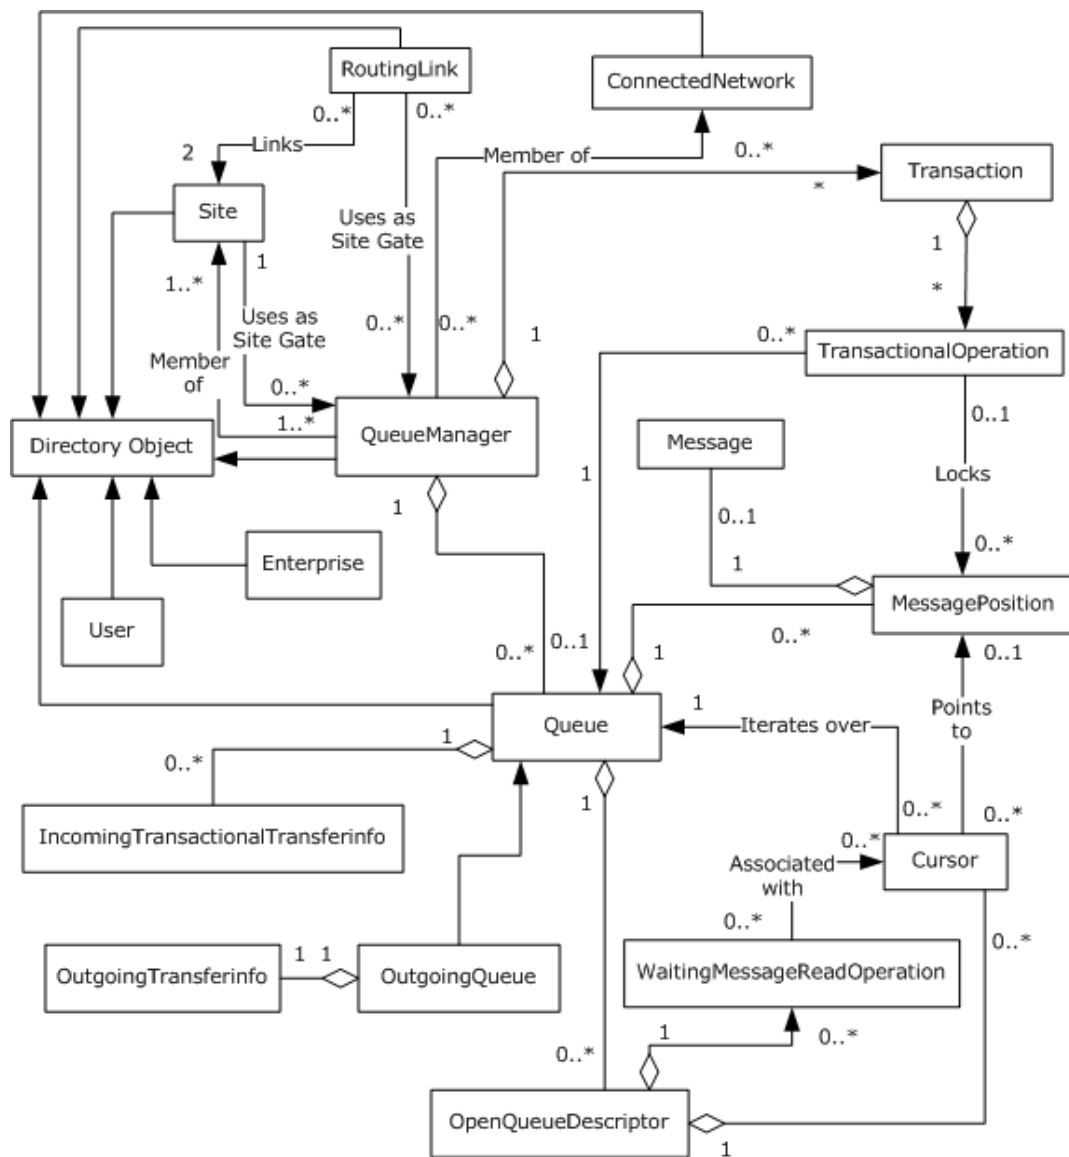 RoutingLink
ConnectedNetwork
0..*
0..*
Links
2
Member of
0..*
*
Transaction
Site
1
Uses as
Site Gate
1
*
1..*
Uses as
Site Gate
0..*
0..*
1
0..*
TransactionalOperation
Member
of
0..*
1..*
0..1
Directory Object
QueueManager
Message
1
1
Locks
0..1
0..*
Enterprise
1
MessagePosition
User
0..*
0..1
1
0..*
0..1
1
Queue
Iterates over
Points
to
1
0..*
1
IncomingTransactionalTransferinfo
0..*
0..*
0..*
Cursor
Associated
with
0..*
0..*
OutgoingTransferinfo
1
1
OutgoingQueue
WaitingMessageReadOperation
0..*
1
0..*
OpenQueueDescriptor
1